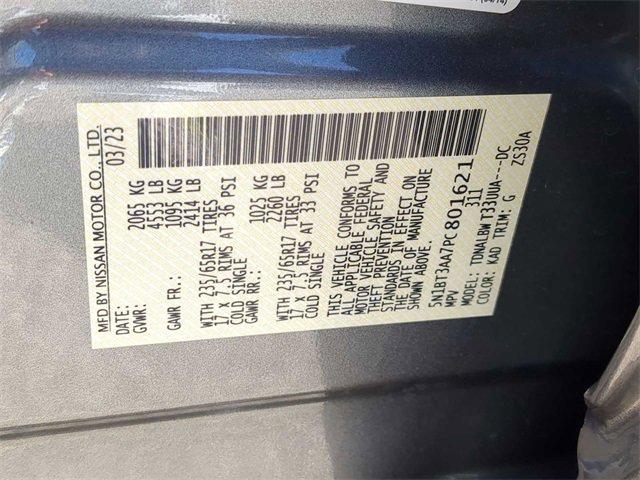 MFD BY NISSAN MOTOR CO., LTD.
DATE: 03/23
GVWR: 2065 KG
4553 LB
GAWR FR.: 1095 KG
2414 LB
WITH 235/65R17 TIRES
17 x 7.5 RIMS AT 36 PSI
COLD SINGLE
GAWR RR.: 1025 KG
2260 LB
WITH 235/65R17 TIRES
17 x 7.5 RIMS AT 33 PSI
COLD SINGLE
THIS VEHICLE CONFORMS TO
ALL APPLICABLE FEDERAL
MOTOR VEHICLE SAFETY AND
THEFT PREVENTION
STANDARDS IN EFFECT ON
THE DATE OF MANUFACTURE
SHOWN ABOVE.
5N1BT3AA7PC801621
MPV 311
MODEL: TDNALBWT33UUA----DC
COLOR: KAD TRIM: G ZS30A